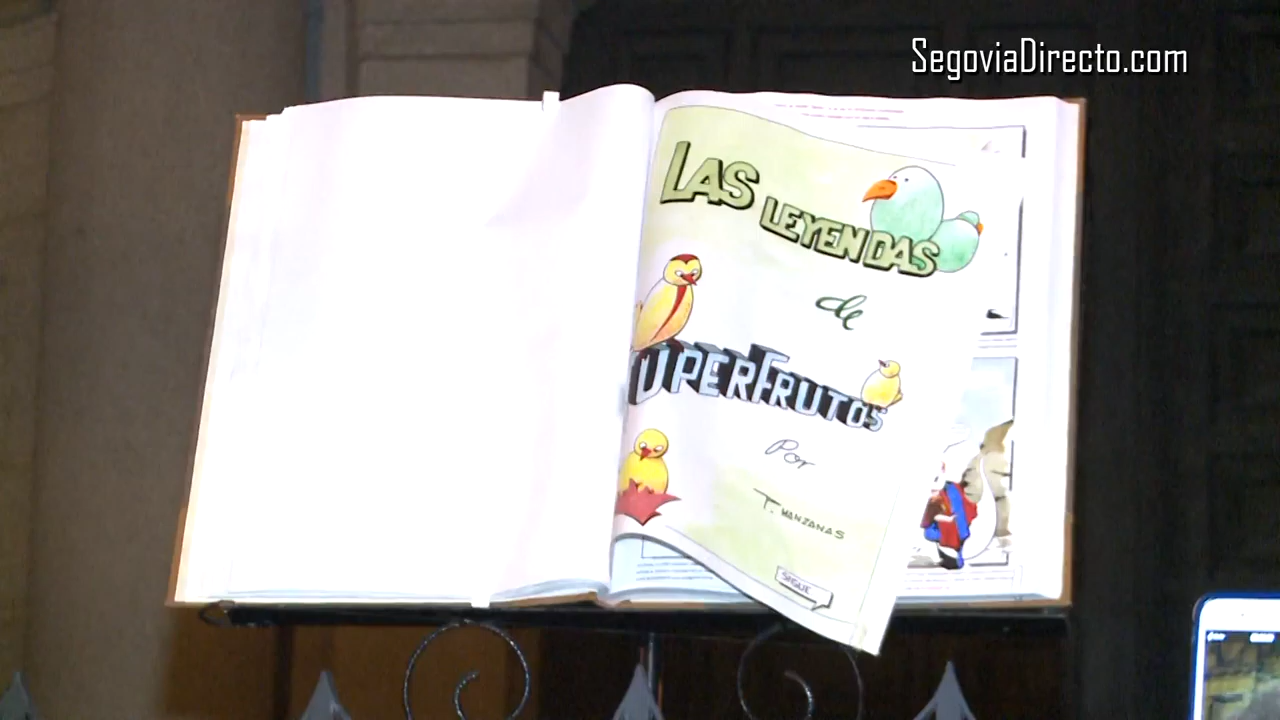 SegoviaDirecto.com
LAS
LEYENDAS
de
SUPERFRUTOS
Por
T. MANZANAS
SIGUE